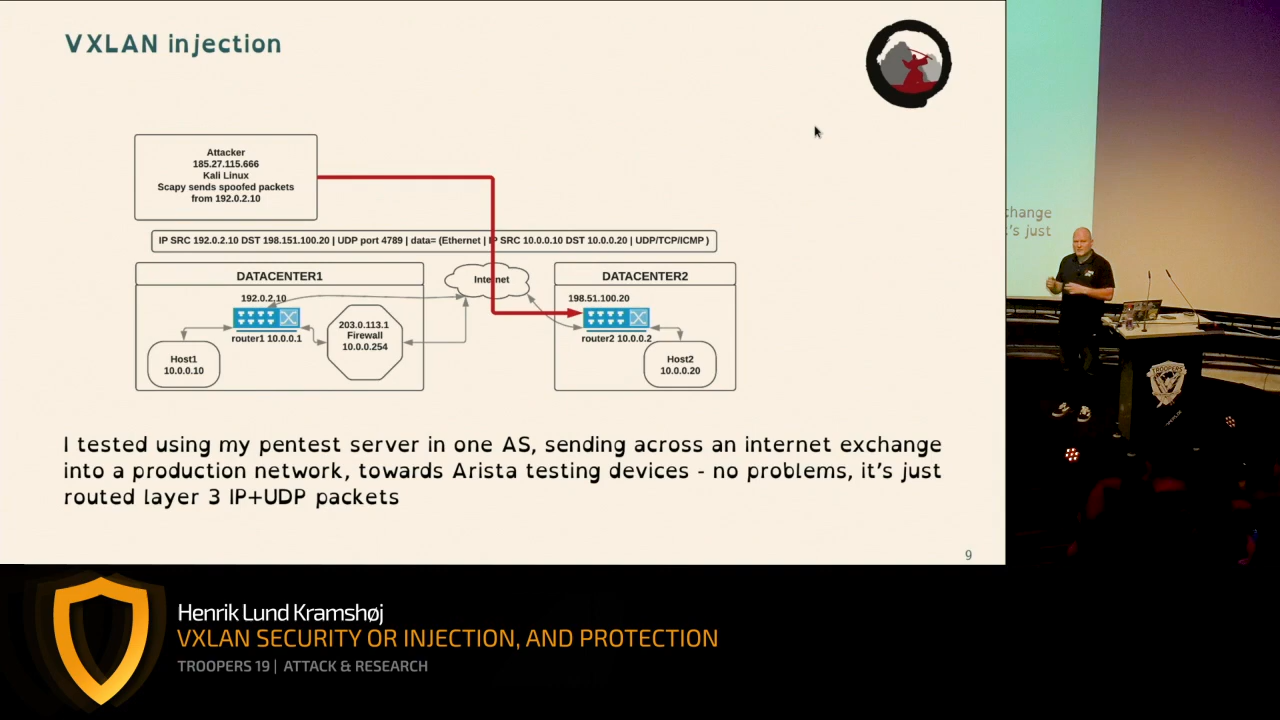 VXLAN injection
Attacker
185.27.115.666
Kali Linux
Scapy sends spoofed packets
from 192.0.2.10
IP SRC 192.0.2.10 DST 198.151.100.20 | UDP port 4789 | data= (Ethernet | IP SRC 10.0.0.10 DST 10.0.0.20 | UDP/TCP/ICMP )
DATACENTER1
Internet
DATACENTER2
192.0.2.10
198.51.100.20
203.0.113.1
Firewall
10.0.0.254
router1 10.0.0.1
router2 10.0.0.2
Host1
10.0.0.10
Host2
10.0.0.20
I tested using my pentest server in one AS, sending across an internet exchange
into a production network, towards Arista testing devices - no problems, it's just
routed layer 3 IP+UDP packets
9
change
's just
TROOPERS
Henrik Lund Kramshøj
VXLAN SECURITY OR INJECTION, AND PROTECTION
TROOPERS 19 | ATTACK & RESEARCH